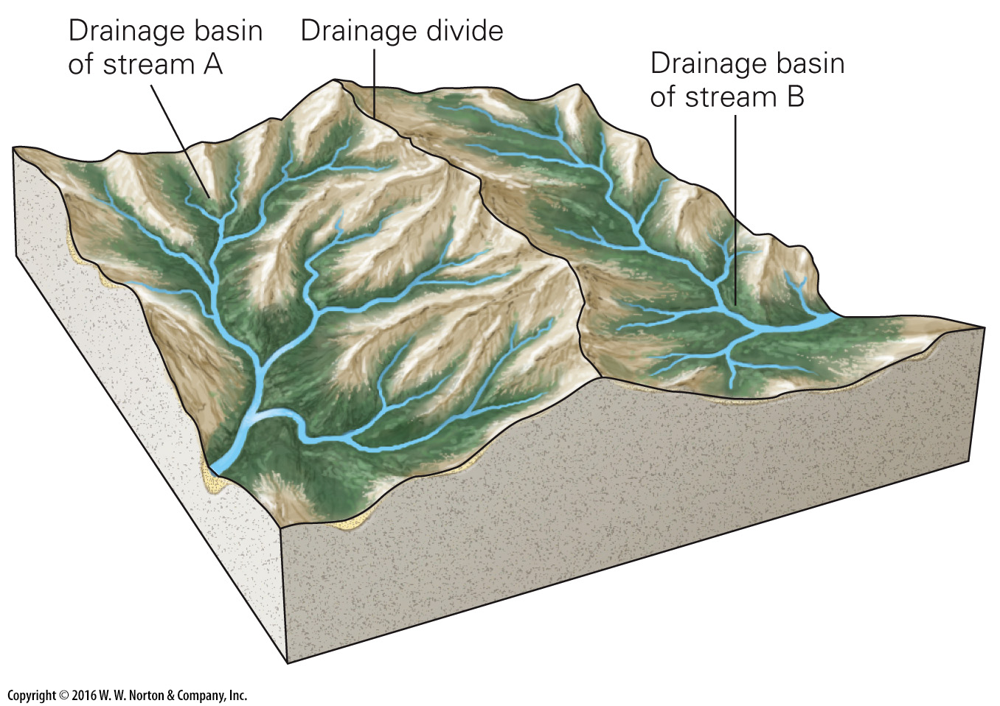 Drainage basin
of stream A
Drainage divide
Drainage basin
of stream B
Copyright © 2016 W. W. Norton & Company, Inc.